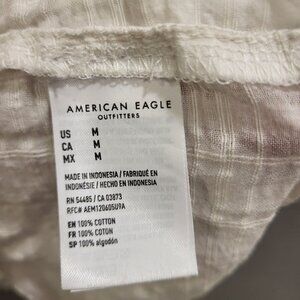 AMERICAN EAGLE
OUTFITTERS
US M
CA M
MX M
MADE IN INDONESIA / FABRIQUÉ EN
INDONÉSIE / HECHO EN INDONESIA
RN 54485 / CA 03873
RFC# AEM120605U9A
EN 100% COTTON
FR 100% COTON
SP 100% algodón